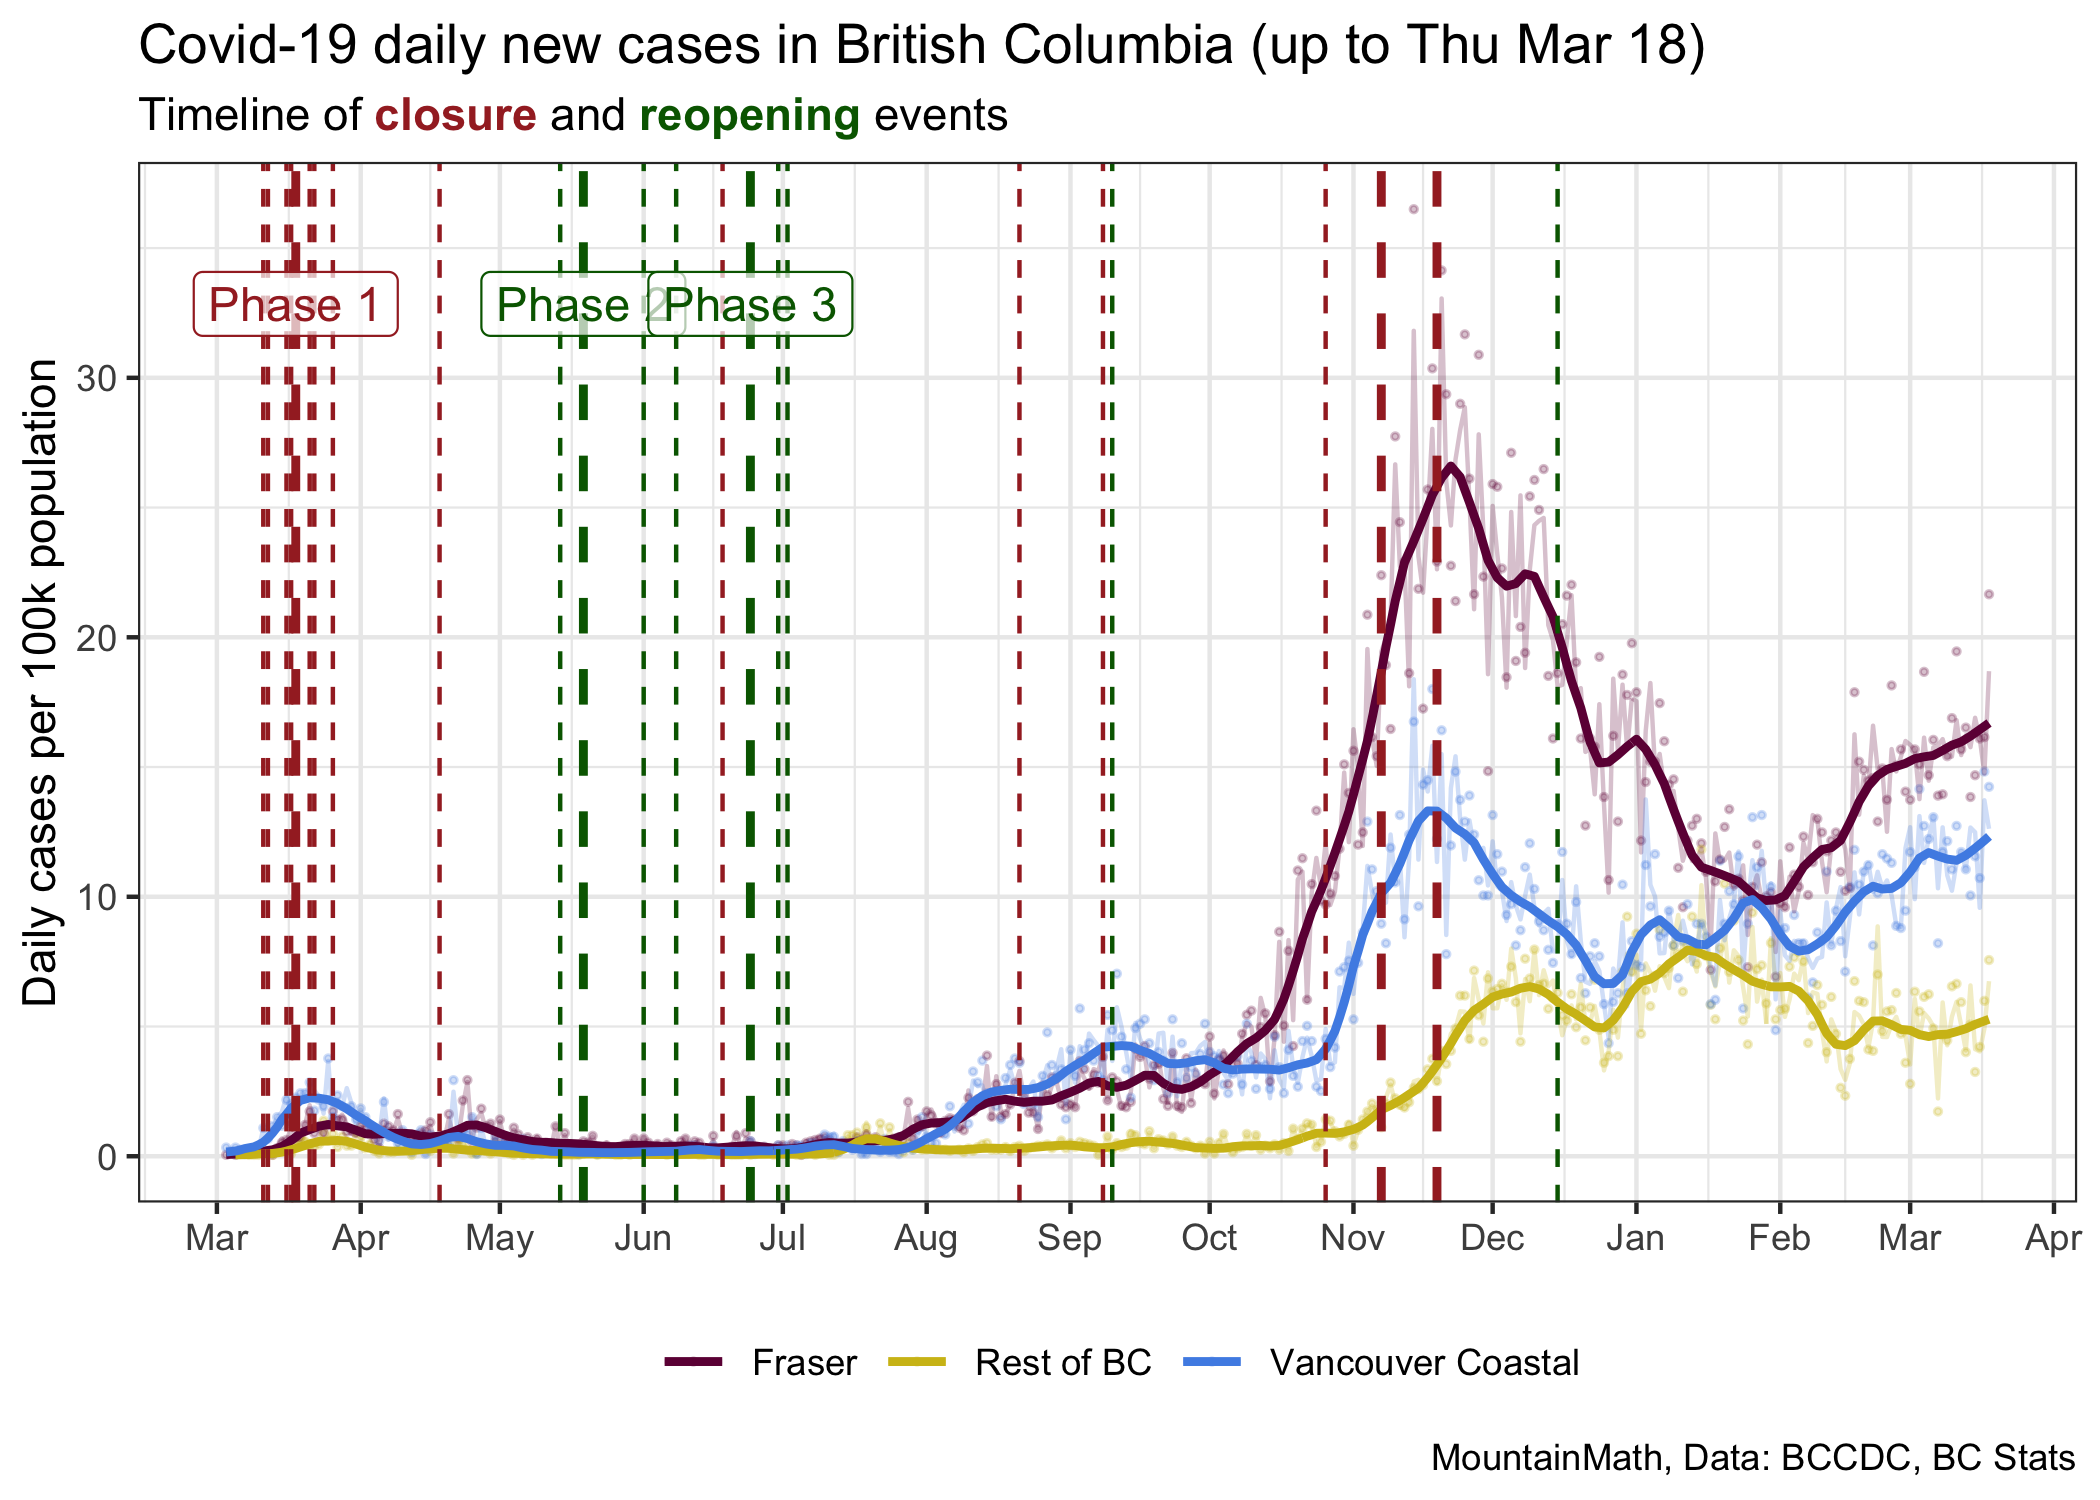 Covid-19 daily new cases in British Columbia (up to Thu Mar 18)
Timeline of closure and reopening events
Phase 1
Phase 2
Phase 3
Daily cases per 100k population
30
20
10
0
Mar Apr May Jun Jul Aug Sep Oct Nov Dec Jan Feb Mar Apr
Fraser Rest of BC Vancouver Coastal
MountainMath, Data: BCCDC, BC Stats